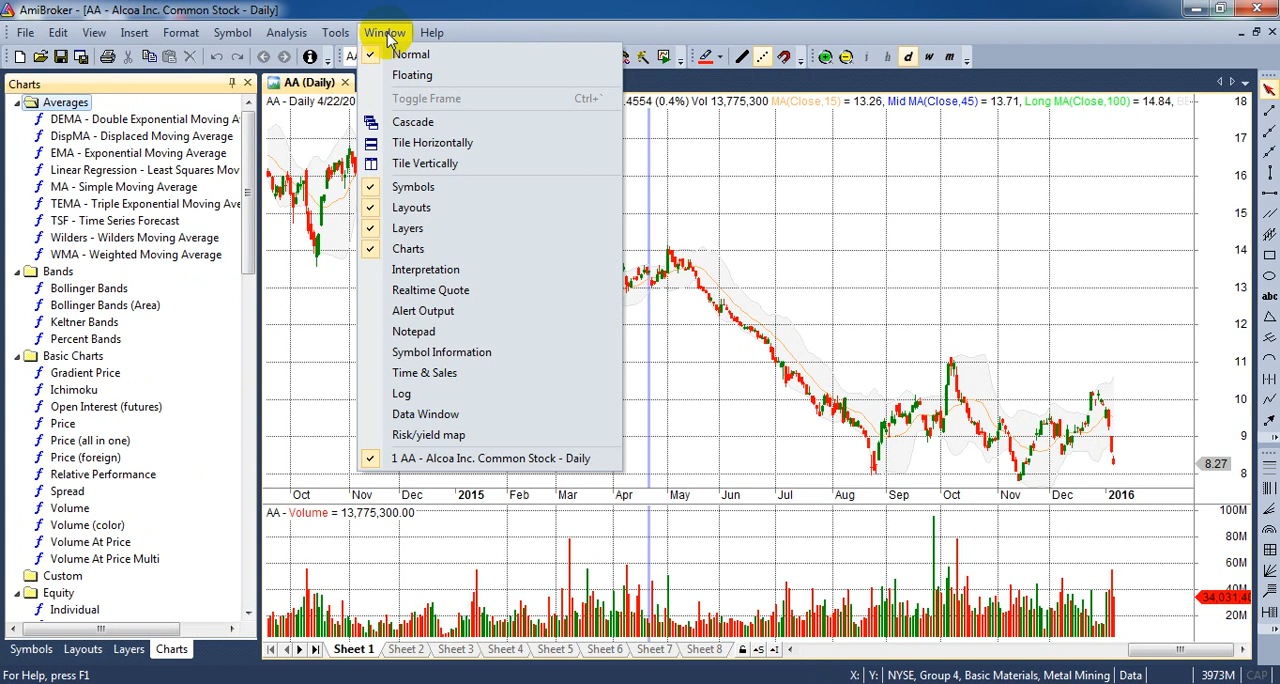 AmiBroker - [AA - Alcoa Inc. Common Stock - Daily]
File Edit View Insert Format Symbol Analysis Tools Window Help
AA
i h d w m
Charts
AA (Daily)
Averages
DEMA - Double Exponential Moving A
DispMA - Displaced Moving Average
EMA - Exponential Moving Average
Linear Regression - Least Squares Mov
MA - Simple Moving Average
TEMA - Triple Exponential Moving Ave
TSF - Time Series Forecast
Wilders - Wilders Moving Average
WMA - Weighted Moving Average
Bands
Bollinger Bands
Bollinger Bands (Area)
Keltner Bands
Percent Bands
Basic Charts
Gradient Price
Ichimoku
Open Interest (futures)
Price
Price (all in one)
Price (foreign)
Relative Performance
Spread
Volume
Volume (color)
Volume At Price
Volume At Price Multi
Custom
Equity
Individual
Symbols Layouts Layers Charts
Normal
Floating
Toggle Frame Ctrl+`
Cascade
Tile Horizontally
Tile Vertically
Symbols
Layouts
Layers
Charts
Interpretation
Realtime Quote
Alert Output
Notepad
Symbol Information
Time & Sales
Log
Data Window
Risk/yield map
1 AA - Alcoa Inc. Common Stock - Daily
AA - Daily 4/22/20
.4554 (0.4%) Vol 13,775,300 MA(Close,15) = 13.26, Mid MA(Close,45) = 13.71, Long MA(Close,100) = 14.84,
18
17
16
15
14
13
12
11
10
9
8.27
8
abc
Oct Nov Dec 2015 Feb Mar Apr May Jun Jul Aug Sep Oct Nov Dec 2016
AA - Volume = 13,775,300.00
100M
80M
60M
40M
20M
Sheet 1 Sheet 2 Sheet 3 Sheet 4 Sheet 5 Sheet 6 Sheet 7 Sheet 8
For Help, press F1
X: Y: NYSE, Group 4, Basic Materials, Metal Mining Data 3973M CAP